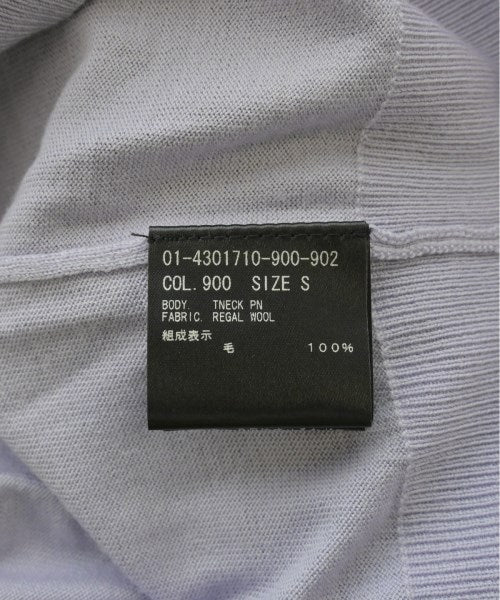 01-4301710-900-902
COL.900 SIZE S
BODY. TNECK PN
FABRIC. REGAL WOOL
組成表示
毛 100%